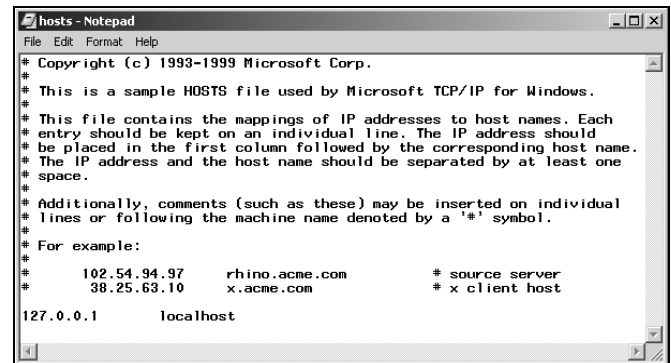 hosts - Notepad
File Edit Format Help
# Copyright (c) 1993-1999 Microsoft Corp.
#
# This is a sample HOSTS file used by Microsoft TCP/IP for Windows.
#
# This file contains the mappings of IP addresses to host names. Each
# entry should be kept on an individual line. The IP address should
# be placed in the first column followed by the corresponding host name.
# The IP address and the host name should be separated by at least one
# space.
#
# Additionally, comments (such as these) may be inserted on individual
# lines or following the machine name denoted by a '#' symbol.
#
# For example:
#
#      102.54.94.97     rhino.acme.com          # source server
#       38.25.63.10     x.acme.com              # x client host

127.0.0.1       localhost